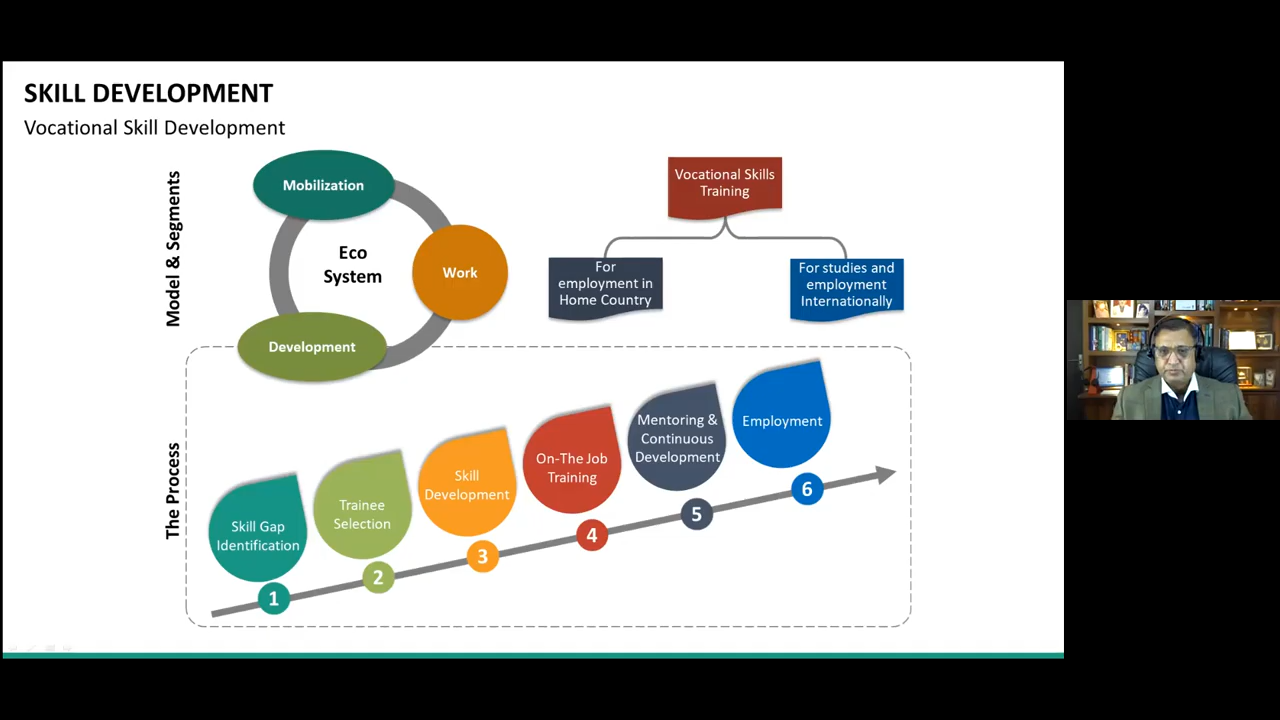 SKILL DEVELOPMENT
Vocational Skill Development
Model & Segments
Mobilization
Eco
System
Work
Development
Vocational Skills
Training
For
employment in
Home Country
For studies and
employment
Internationally
The Process
Skill Gap
Identification
1
Trainee
Selection
2
Skill
Development
3
On-The Job
Training
4
Mentoring &
Continuous
Development
5
Employment
6